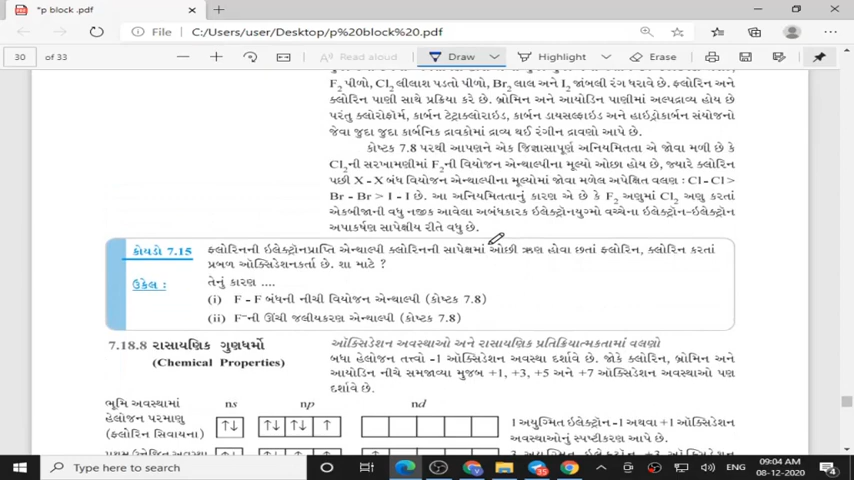 *p block .pdf
File C:/Users/user/Desktop/p%20block%20.pdf
30 of 33 Read aloud Draw Highlight Erase
F₂ પીળો, Cl₂ લીલાશ પડતો પીળો, Br₂ લાલ અને I₂ જાંબલી રંગ ધરાવે છે. ફ્લોરિન અને
ક્લોરિન પાણી સાથે પ્રક્રિયા કરે છે. બ્રોમિન અને આયોડિન પાણીમાં અલ્પદ્રાવ્ય હોય છે
પરંતુ ક્લોરોફૉર્મ, કાર્બન ટેટ્રાક્લોરાઇડ, કાર્બન ડાયસલ્ફાઇડ અને હાઇડ્રોકાર્બન સંયોજનો
જેવા જુદા જુદા કાર્બનિક દ્રાવકોમાં દ્રાવ્ય થઈ રંગીન દ્રાવણો આપે છે.
કોષ્ટક 7.8 પરથી આપણને એક જિજ્ઞાસાપૂર્ણ અનિયમિતતા એ જોવા મળી છે કે
Cl₂ની સરખામણીમાં F₂ની વિયોજન એન્થાલ્પીના મૂલ્યો ઓછા હોય છે, જ્યારે ક્લોરિન
પછી X - X બંધ વિયોજન એન્થાલ્પીના મૂલ્યોમાં જોવા મળેલ અપેક્ષિત વલણ : Cl - Cl >
Br - Br > I - I છે. આ અનિયમિતતાનું કારણ એ છે કે F₂ અણુમાં Cl₂ અણુ કરતાં
એકબીજાની વધુ નજીક આવેલા અબંધકારક ઇલેક્ટ્રોનયુગ્મો વચ્ચેના ઇલેક્ટ્રોન-ઇલેક્ટ્રોન
અપાકર્ષણ સાપેક્ષીય રીતે વધુ છે.
કોયડો 7.15 ફ્લોરિનની ઇલેક્ટ્રોનપ્રાપ્તિ એન્થાલ્પી ક્લોરિનની સાપેક્ષમાં ઓછી ઋણ હોવા છતાં ફ્લોરિન, ક્લોરિન કરતાં
પ્રબળ ઑક્સિડેશનકર્તા છે. શા માટે ?
ઉકેલ : તેનું કારણ ....
(i) F - F બંધની નીચી વિયોજન એન્થાલ્પી (કોષ્ટક 7.8)
(ii) F⁻ની ઊંચી જલીયકરણ એન્થાલ્પી (કોષ્ટક 7.8)
7.18.8 રાસાયણિક ગુણધર્મો
(Chemical Properties)
ઑક્સિડેશન અવસ્થાઓ અને રાસાયણિક પ્રતિક્રિયાત્મકતામાં વલણો
બધા હેલોજન તત્ત્વો -1 ઑક્સિડેશન અવસ્થા દર્શાવે છે. જોકે ક્લોરિન, બ્રોમિન અને
આયોડિન નીચે સમજાવ્યા મુજબ +1, +3, +5 અને +7 ઑક્સિડેશન અવસ્થાઓ પણ
દર્શાવે છે.
ભૂમિ અવસ્થામાં ns np nd
હેલોજન પરમાણુ
(ફ્લોરિન સિવાયના)
↑↓ ↑↓ ↑↓ ↑
1 અયુગ્મિત ઇલેક્ટ્રોન -1 અથવા +1 ઑક્સિડેશન
અવસ્થાઓનું સ્પષ્ટીકરણ આપે છે.
Type here to search
ENG
09:04 AM
08-12-2020